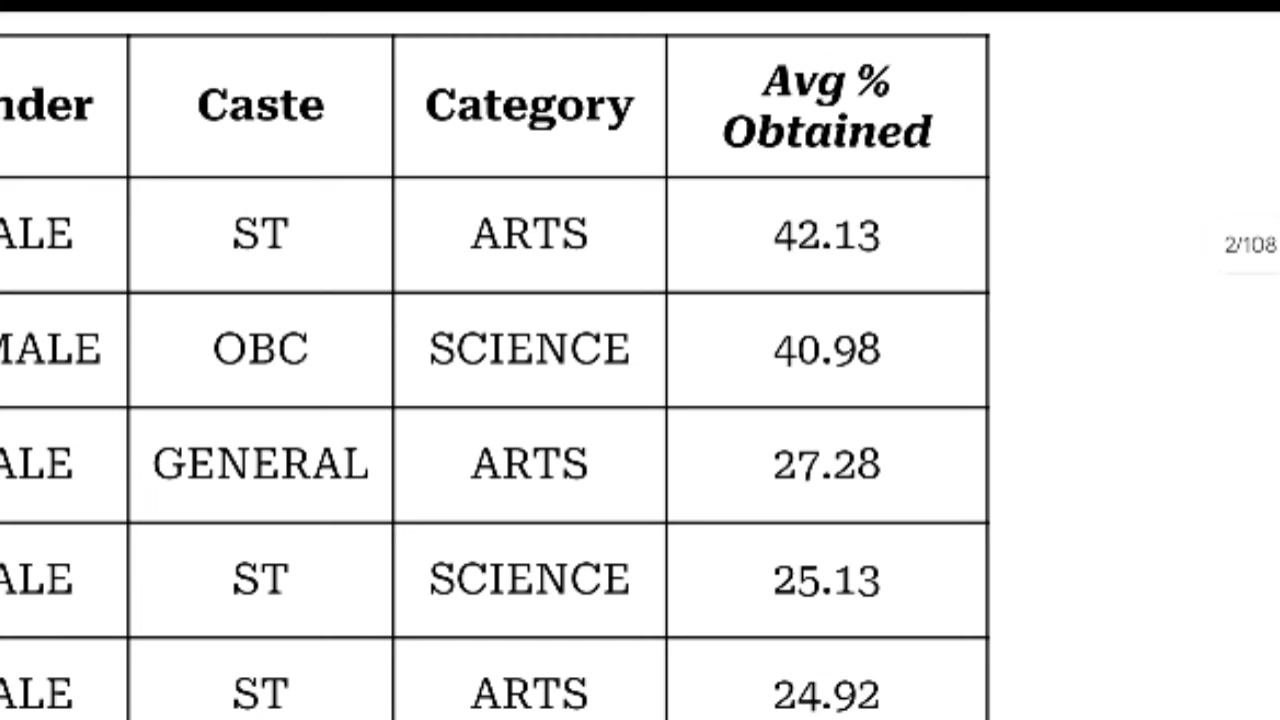 nder Caste Category Avg % Obtained
ALE ST ARTS 42.13
2/108
MALE OBC SCIENCE 40.98
ALE GENERAL ARTS 27.28
ALE ST SCIENCE 25.13
ALE ST ARTS 24.92